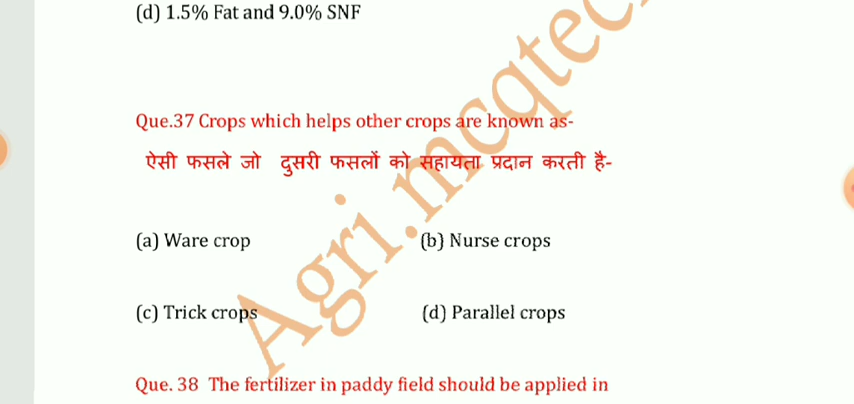 (d) 1.5% Fat and 9.0% SNF
Que.37 Crops which helps other crops are known as-
ऐसी फसले जो दुसरी फसलों को सहायता प्रदान करती है-
(a) Ware crop (b) Nurse crops
(c) Trick crops (d) Parallel crops
Que. 38 The fertilizer in paddy field should be applied in
Agri.mcqtec